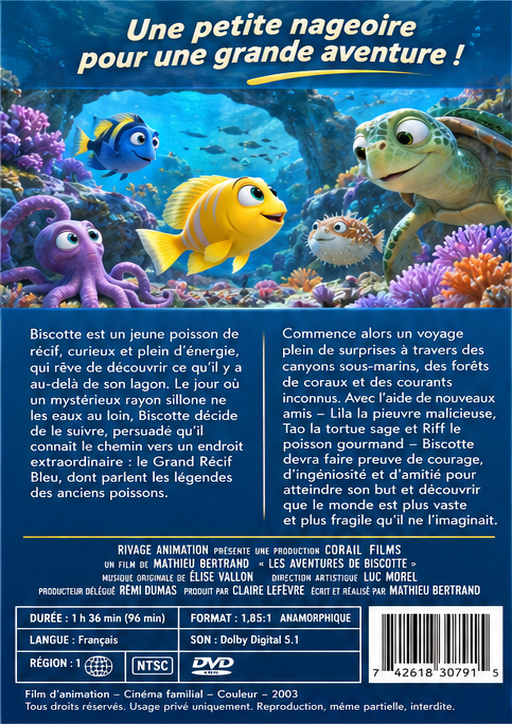 Une petite nageoire
pour une grande aventure !
Biscotte est un jeune poisson de
récif, curieux et plein d'énergie,
qui rêve de découvrir ce qu'il y a
au-delà de son lagon. Le jour où
un mystérieux rayon sillone ne
les eaux au loin, Biscotte décide
de le suivre, persuadé qu'il
connaît le chemin vers un endroit
extraordinaire : le Grand Récif
Bleu, dont parlent les légendes
des anciens poissons.
Commence alors un voyage
plein de surprises à travers des
canyons sous-marins, des forêts
de coraux et des courants
inconnus. Avec l'aide de nouveaux
amis – Lila la pieuvre malicieuse,
Tao la tortue sage et Riff le
poisson gourmand – Biscotte
devra faire preuve de courage,
d'ingéniosité et d'amitié pour
atteindre son but et découvrir
que le monde est plus vaste
et plus fragile qu'il ne l'imaginait.
RIVAGE ANIMATION PRÉSENTE UNE PRODUCTION CORAIL FILMS
UN FILM DE MATHIEU BERTRAND « LES AVENTURES DE BISCOTTE »
MUSIQUE ORIGINALE DE ÉLISE VALLON DIRECTION ARTISTIQUE LUC MOREL
PRODUCTEUR DÉLÉGUÉ RÉMI DUMAS PRODUIT PAR CLAIRE LEFÈVRE ÉCRIT ET RÉALISÉ PAR MATHIEU BERTRAND
DURÉE : 1 h 36 min (96 min)
FORMAT : 1,85:1 ANAMORPHIQUE
LANGUE : Français
SON : Dolby Digital 5.1
RÉGION : 1
NTSC
DVD
7 42618 30791 5
Film d'animation – Cinéma familial – Couleur – 2003
Tous droits réservés. Usage privé uniquement. Reproduction, même partielle, interdite.